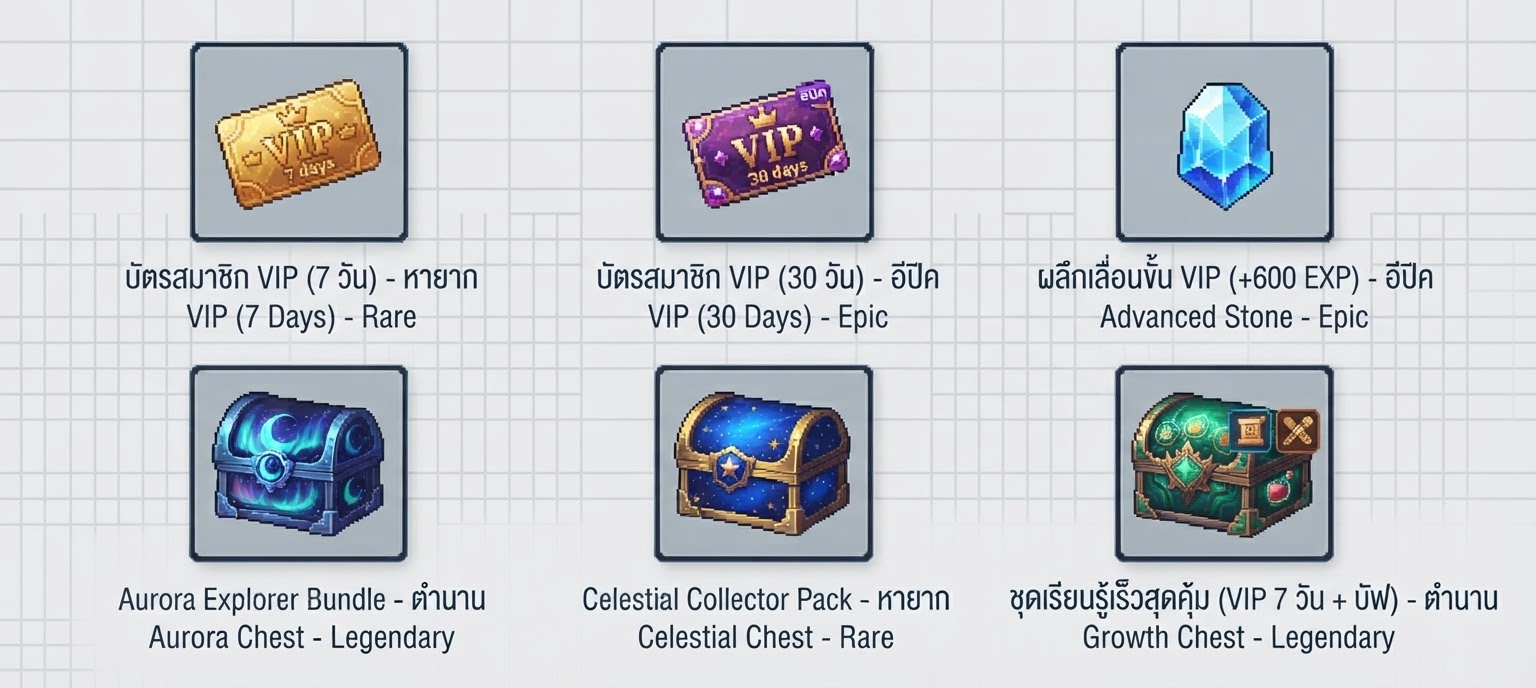 VIP
7 days
อีปิก
VIP
30 days
บัตรสมาชิก VIP (7 วัน) - หายาก
VIP (7 Days) - Rare
บัตรสมาชิก VIP (30 วัน) - อีปิค
VIP (30 Days) - Epic
ผลึกเลื่อนขั้น VIP (+600 EXP) - อีปิค
Advanced Stone - Epic
Aurora Explorer Bundle - ตำนาน
Aurora Chest - Legendary
Celestial Collector Pack - หายาก
Celestial Chest - Rare
ชุดเรียนรู้เร็วสุดคุ้ม (VIP 7 วัน + บัฟ) - ตำนาน
Growth Chest - Legendary